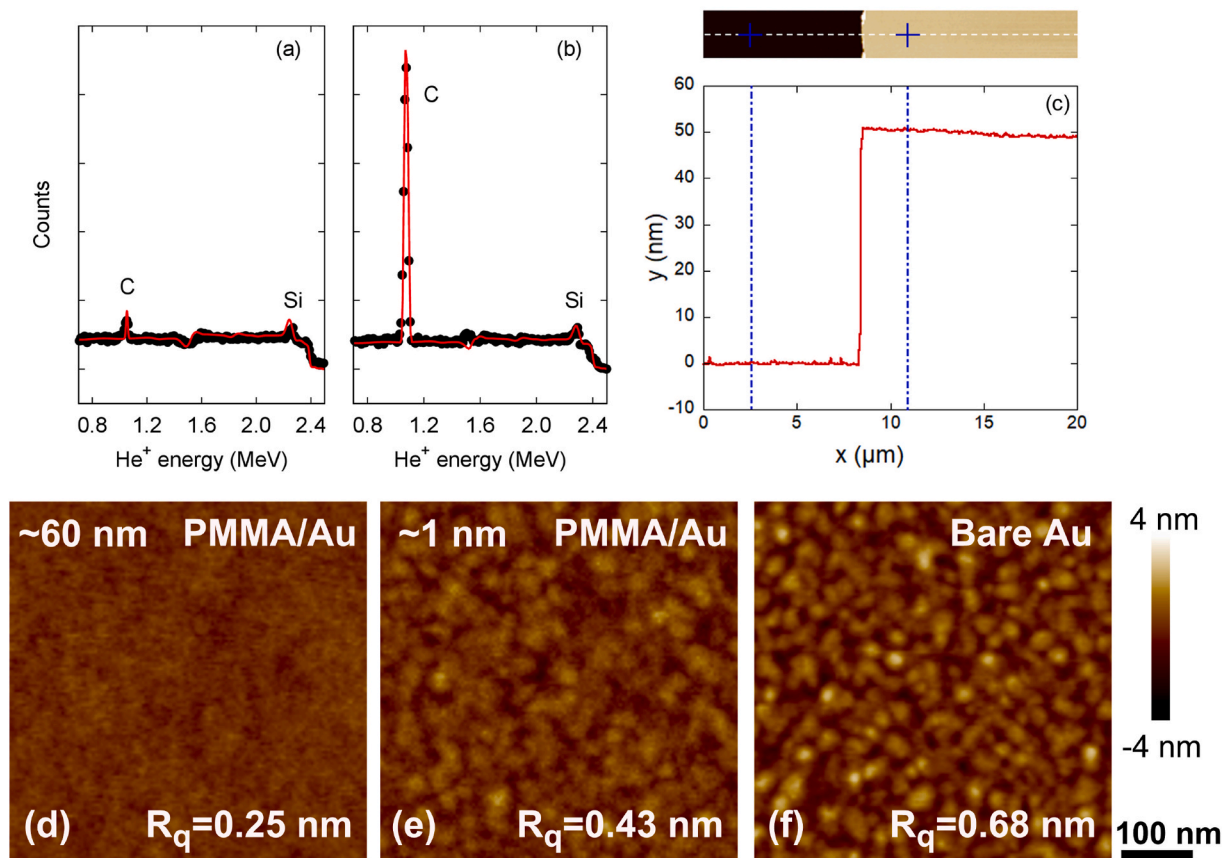 (a)
C
Si
Counts
0.8 1.2 1.6 2.0 2.4
He⁺ energy (MeV)
(b)
C
Si
0.8 1.2 1.6 2.0 2.4
He⁺ energy (MeV)
(c)
60
50
40
30
20
10
0
-10
y (nm)
0 5 10 15 20
x (µm)
~60 nm PMMA/Au
(d) Rq=0.25 nm
~1 nm PMMA/Au
(e) Rq=0.43 nm
Bare Au
(f) Rq=0.68 nm
4 nm
-4 nm
100 nm